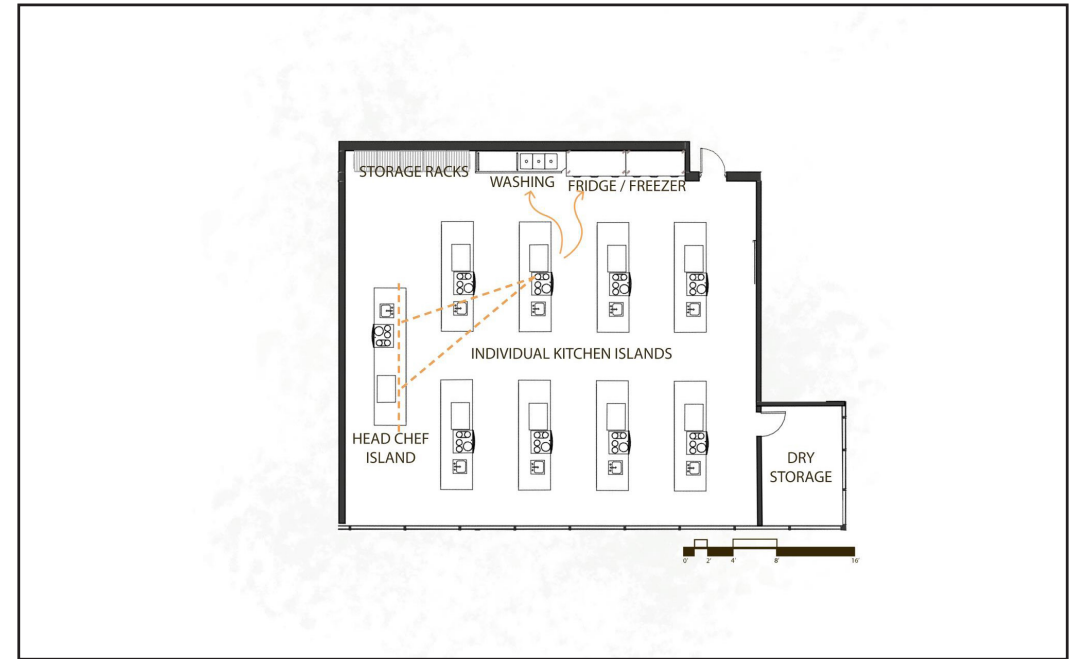 STORAGE RACKS
WASHING
FRIDGE / FREEZER
INDIVIDUAL KITCHEN ISLANDS
HEAD CHEF
ISLAND
DRY
STORAGE
0' 2' 4' 8' 16'